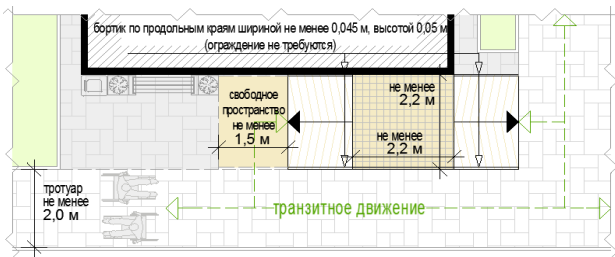 бортик по продольным краям шириной не менее 0,045 м, высотой 0,05 м
(ограждение не требуются)
свободное
пространство
не менее
1,5 м
не менее
2,2 м
не менее
2,2 м
тротуар
не менее
2,0 м
транзитное движение